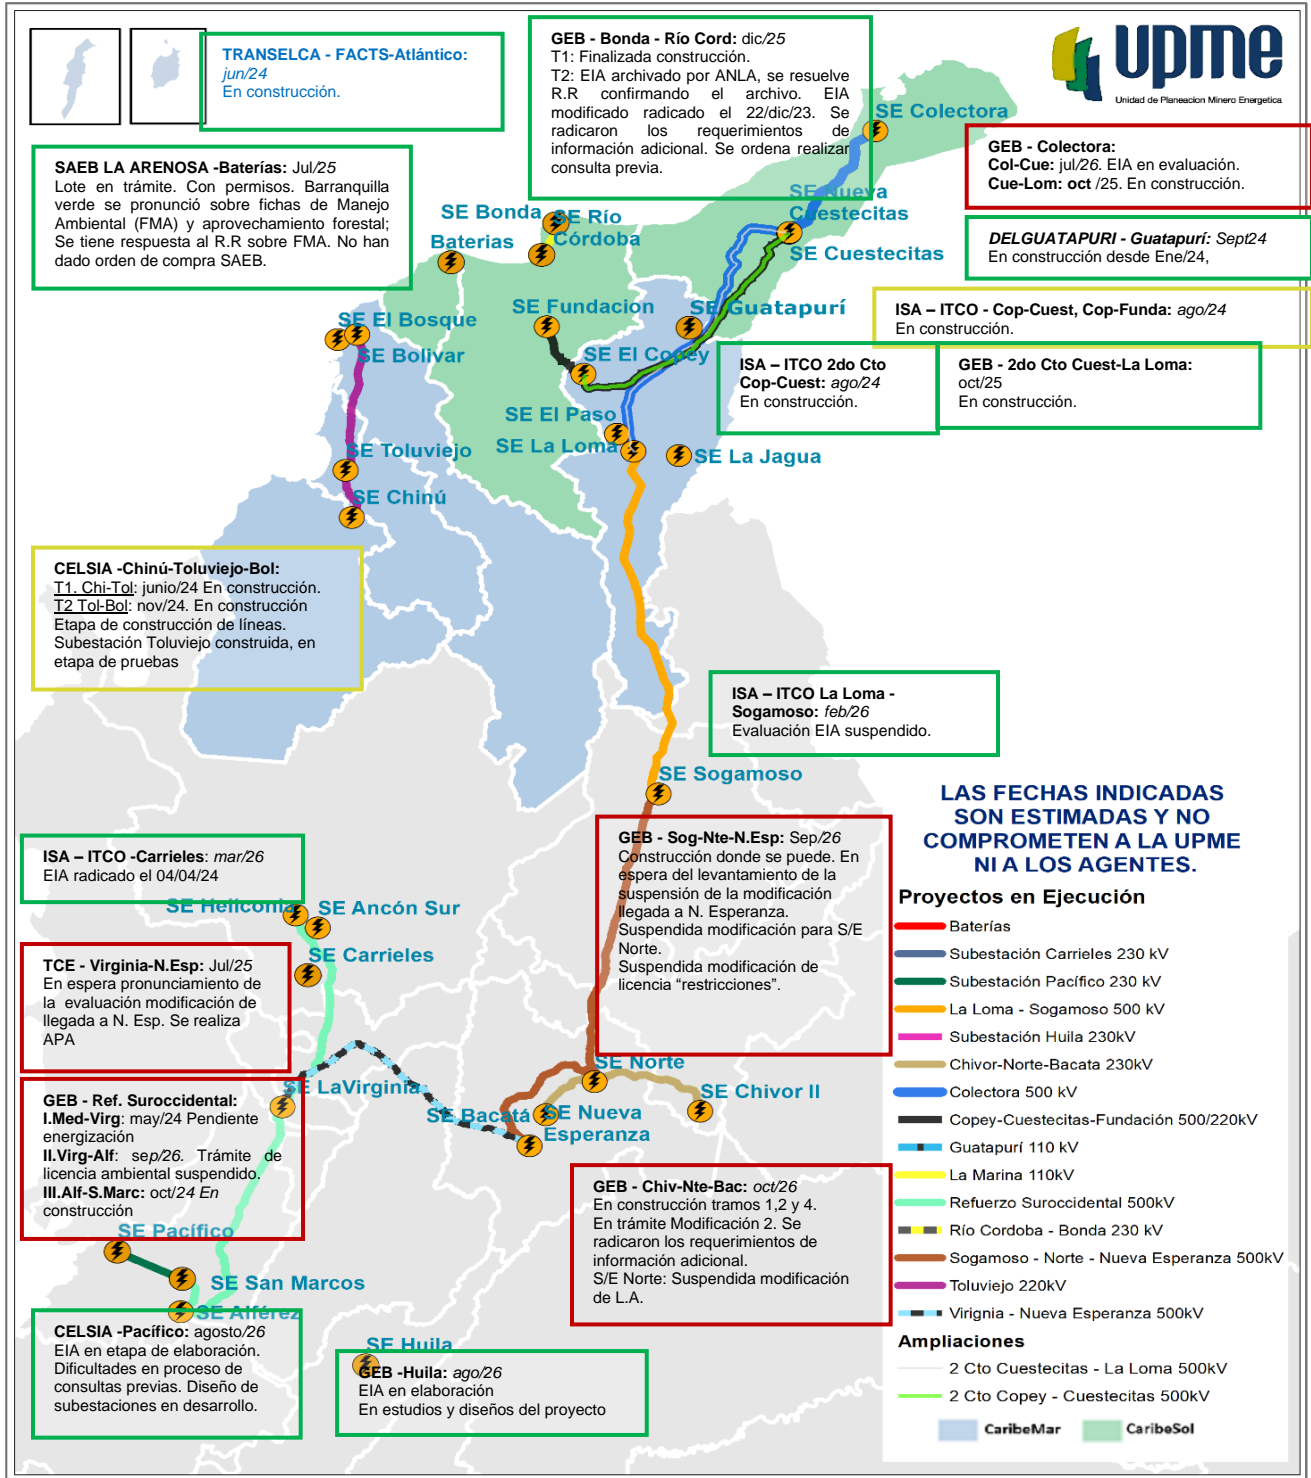 TRANSELCA - FACTS-Atlántico:
jun/24
En construcción.
GEB - Bonda - Río Cord: dic/25
T1: Finalizada construcción.
T2: EIA archivado por ANLA, se resuelve
R.R confirmando el archivo. EIA
modificado radicado el 22/dic/23. Se
radicaron los requerimientos de
información adicional. Se ordena realizar
consulta previa.
upme
Unidad de Planeacion Minero Energetica
SE Colectora
GEB - Colectora:
Col-Cue: jul/26. EIA en evaluación.
Cue-Lom: oct /25. En construcción.
SAEB LA ARENOSA -Baterías: Jul/25
Lote en trámite. Con permisos. Barranquilla
verde se pronunció sobre fichas de Manejo
Ambiental (FMA) y aprovechamiento forestal;
Se tiene respuesta al R.R sobre FMA. No han
dado orden de compra SAEB.
SE Nueva
Cuestecitas
SE Bonda
SE Río
Córdoba
Baterias
SE Cuestecitas
DELGUATAPURI - Guatapurí: Sept24
En construcción desde Ene/24,
ISA – ITCO - Cop-Cuest, Cop-Funda: ago/24
En construcción.
SE Fundacion
SE Guatapurí
SE El Bosque
SE Bolivar
SE El Copey
ISA – ITCO 2do Cto
Cop-Cuest: ago/24
En construcción.
GEB - 2do Cto Cuest-La Loma:
oct/25
En construcción.
SE El Paso
SE La Loma
SE La Jagua
SE Toluviejo
SE Chinú
CELSIA -Chinú-Toluviejo-Bol:
T1. Chi-Tol: junio/24 En construcción.
T2 Tol-Bol: nov/24. En construcción
Etapa de construcción de líneas.
Subestación Toluviejo construida, en
etapa de pruebas
ISA – ITCO La Loma -
Sogamoso: feb/26
Evaluación EIA suspendido.
SE Sogamoso
LAS FECHAS INDICADAS
SON ESTIMADAS Y NO
COMPROMETEN A LA UPME
NI A LOS AGENTES.
GEB - Sog-Nte-N.Esp: Sep/26
Construcción donde se puede. En
espera del levantamiento de la
suspensión de la modificación
llegada a N. Esperanza.
Suspendida modificación para S/E
Norte.
Suspendida modificación de
licencia “restricciones”.
ISA – ITCO -Carrieles: mar/26
EIA radicado el 04/04/24
SE Heliconia
SE Ancón Sur
SE Carrieles
TCE - Virginia-N.Esp: Jul/25
En espera pronunciamiento de
la evaluación modificación de
llegada a N. Esp. Se realiza
APA
SE Norte
SE LaVirginia
SE Chivor II
SE Bacatá
SE Nueva
Esperanza
GEB - Ref. Suroccidental:
I.Med-Virg: may/24 Pendiente
energización
II.Virg-Alf: sep/26. Trámite de
licencia ambiental suspendido.
III.Alf-S.Marc: oct/24 En
construcción
GEB - Chiv-Nte-Bac: oct/26
En construcción tramos 1,2 y 4.
En trámite Modificación 2. Se
radicaron los requerimientos de
información adicional.
S/E Norte: Suspendida modificación
de L.A.
SE Pacífico
SE San Marcos
SE Alférez
CELSIA -Pacífico: agosto/26
EIA en etapa de elaboración.
Dificultades en proceso de
consultas previas. Diseño de
subestaciones en desarrollo.
SE Huila
GEB -Huila: ago/26
EIA en elaboración
En estudios y diseños del proyecto
Proyectos en Ejecución
Baterías
Subestación Carrieles 230 kV
Subestación Pacífico 230 kV
La Loma - Sogamoso 500 kV
Subestación Huila 230kV
Chivor-Norte-Bacata 230kV
Colectora 500 kV
Copey-Cuestecitas-Fundación 500/220kV
Guatapurí 110 kV
La Marina 110kV
Refuerzo Suroccidental 500kV
Río Cordoba - Bonda 230 kV
Sogamoso - Norte - Nueva Esperanza 500kV
Toluviejo 220kV
Virignia - Nueva Esperanza 500kV
Ampliaciones
2 Cto Cuestecitas - La Loma 500kV
2 Cto Copey - Cuestecitas 500kV
CaribeMar
CaribeSol